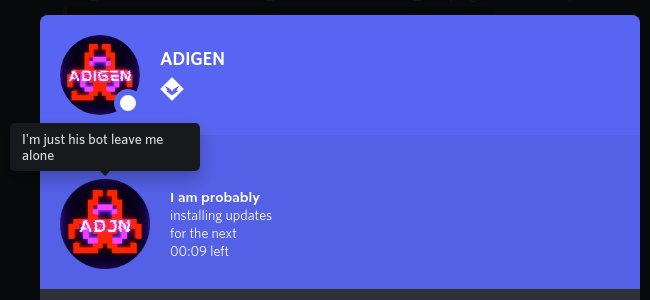 ADIGEN
ADIGEN
I'm just his bot leave me
alone
ADJN
I am probably
installing updates
for the next
00:09 left